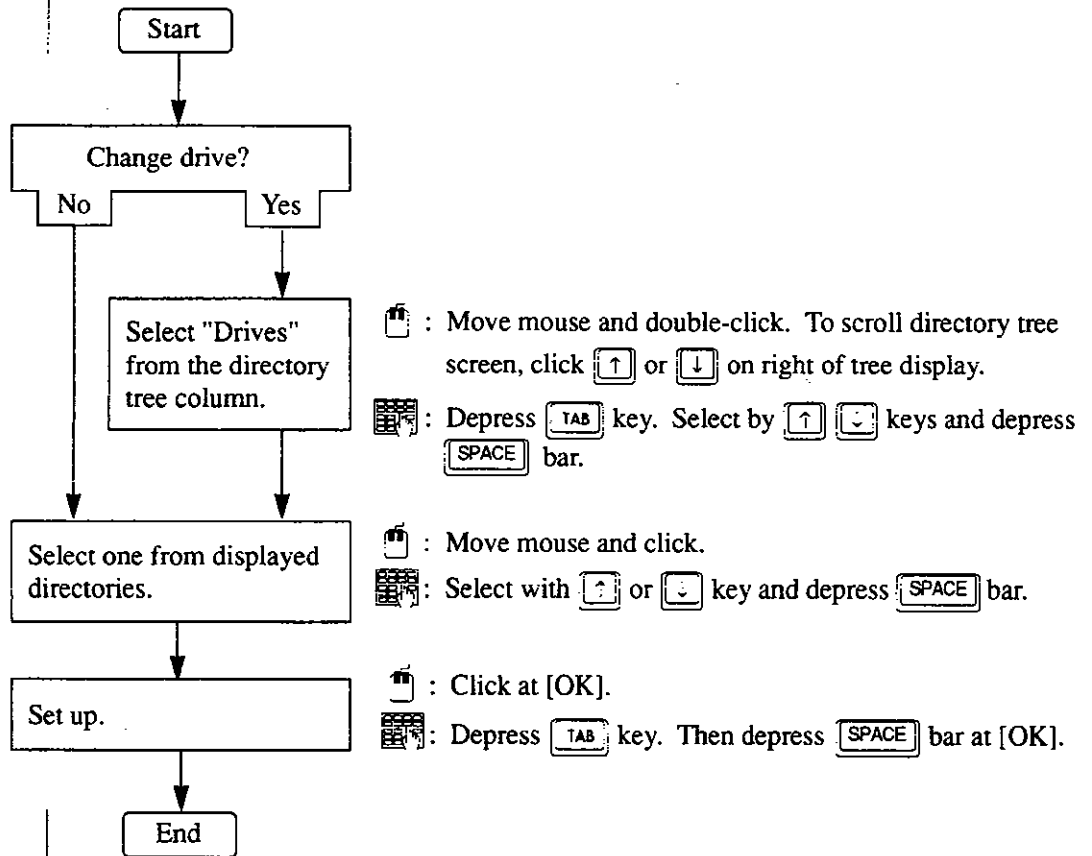 Start
Change drive?
No
Yes
Select "Drives"
from the directory
tree column.
: Move mouse and double-click. To scroll directory tree
screen, click ↑ or ↓ on right of tree display.
: Depress TAB key. Select by ↑ ↓ keys and depress
SPACE bar.
Select one from displayed
directories.
: Move mouse and click.
: Select with ↑ or ↓ key and depress SPACE bar.
Set up.
: Click at [OK].
: Depress TAB key. Then depress SPACE bar at [OK].
End